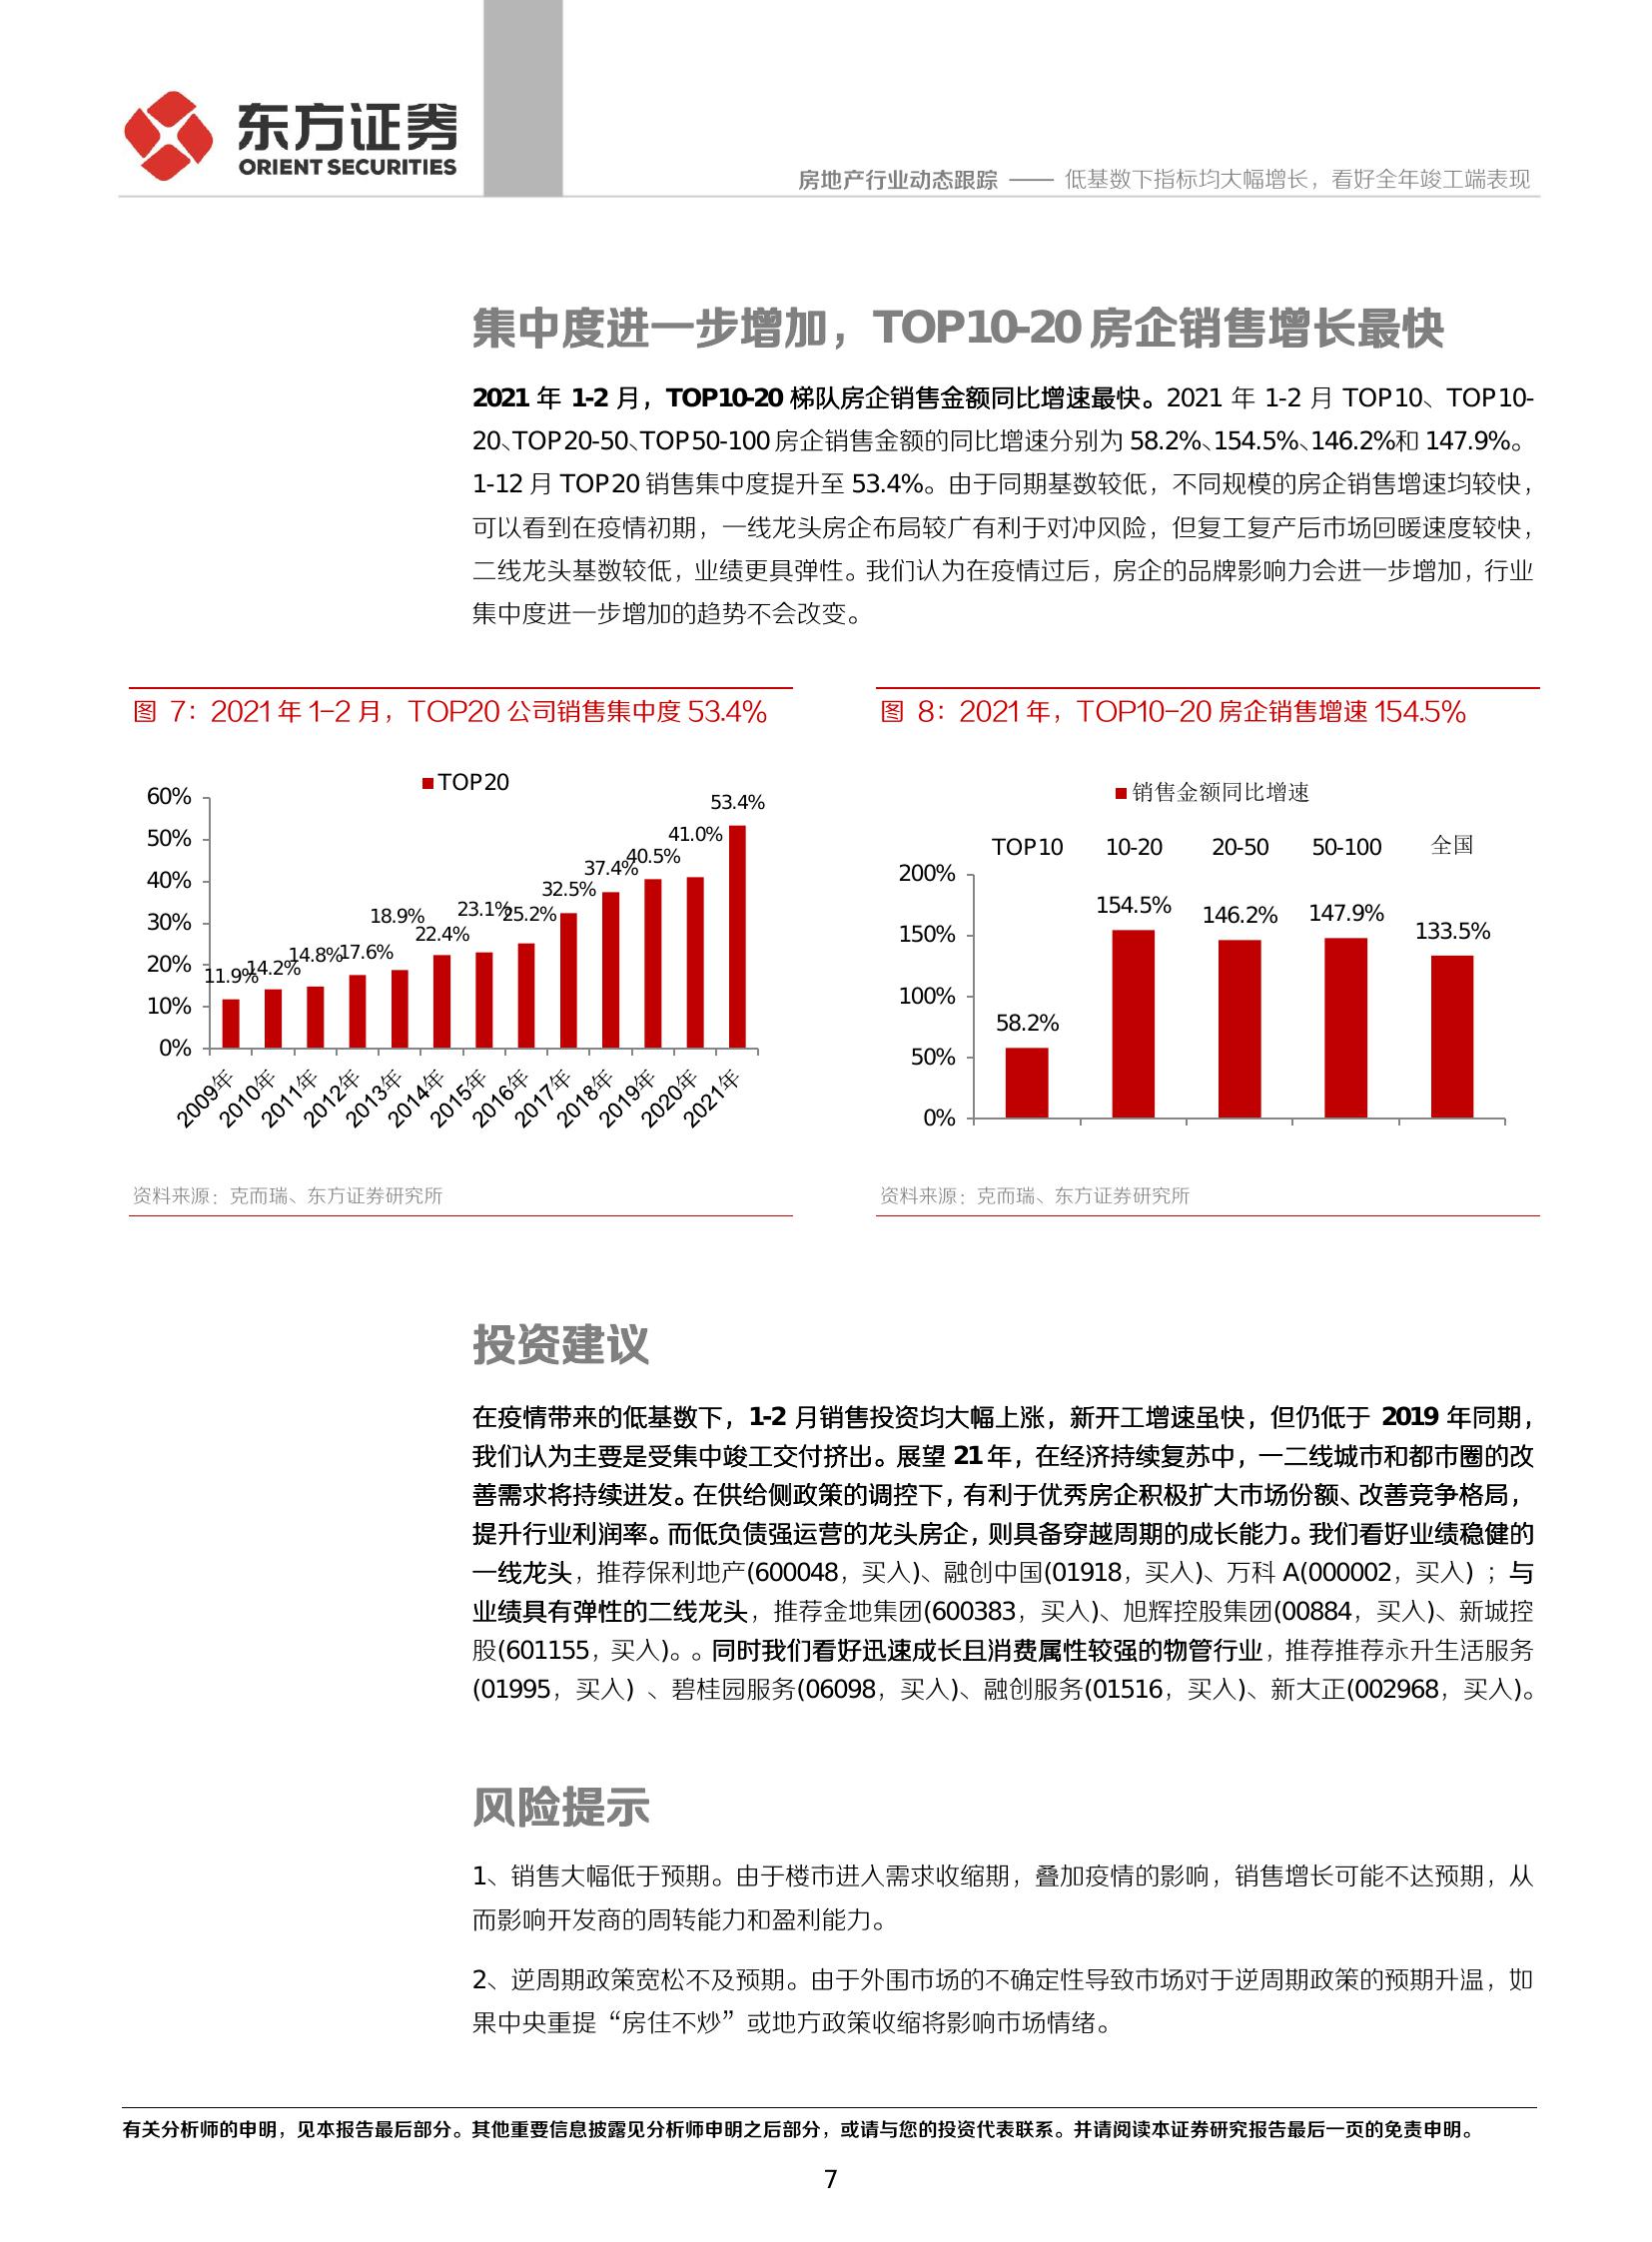 东方证券
ORIENT SECURITIES
房地产行业动态跟踪 —— 低基数下指标均大幅增长，看好全年竣工端表现
集中度进一步增加，TOP10-20 房企销售增长最快
2021 年 1-2 月，TOP10-20 梯队房企销售金额同比增速最快。2021 年 1-2 月 TOP10、TOP10-
20、TOP20-50、TOP50-100 房企销售金额的同比增速分别为 58.2%、154.5%、146.2%和 147.9%。
1-12 月 TOP20 销售集中度提升至 53.4%。由于同期基数较低，不同规模的房企销售增速均较快，
可以看到在疫情初期，一线龙头房企布局较广有利于对冲风险，但复工复产后市场回暖速度较快，
二线龙头基数较低，业绩更具弹性。我们认为在疫情过后，房企的品牌影响力会进一步增加，行业
集中度进一步增加的趋势不会改变。
图 7：2021 年 1-2 月，TOP20 公司销售集中度 53.4%
TOP20
60%
50%
40%
30%
20%
10%
0%
11.9%
14.2%
14.8%
17.6%
18.9%
22.4%
23.1%
25.2%
32.5%
37.4%
40.5%
41.0%
53.4%
2009年
2010年
2011年
2012年
2013年
2014年
2015年
2016年
2017年
2018年
2019年
2020年
2021年
资料来源：克而瑞、东方证券研究所
图 8：2021 年，TOP10-20 房企销售增速 154.5%
销售金额同比增速
TOP10 10-20 20-50 50-100 全国
200%
150%
100%
50%
0%
58.2%
154.5%
146.2%
147.9%
133.5%
资料来源：克而瑞、东方证券研究所
投资建议
在疫情带来的低基数下，1-2 月销售投资均大幅上涨，新开工增速虽快，但仍低于 2019 年同期，
我们认为主要是受集中竣工交付挤出。展望 21 年，在经济持续复苏中，一二线城市和都市圈的改
善需求将持续迸发。在供给侧政策的调控下，有利于优秀房企积极扩大市场份额、改善竞争格局，
提升行业利润率。而低负债强运营的龙头房企，则具备穿越周期的成长能力。我们看好业绩稳健的
一线龙头，推荐保利地产(600048，买入)、融创中国(01918，买入)、万科 A(000002，买入) ；与
业绩具有弹性的二线龙头，推荐金地集团(600383，买入)、旭辉控股集团(00884，买入)、新城控
股(601155，买入)。。同时我们看好迅速成长且消费属性较强的物管行业，推荐推荐永升生活服务
(01995，买入) 、碧桂园服务(06098，买入)、融创服务(01516，买入)、新大正(002968，买入)。
风险提示
1、销售大幅低于预期。由于楼市进入需求收缩期，叠加疫情的影响，销售增长可能不达预期，从
而影响开发商的周转能力和盈利能力。
2、逆周期政策宽松不及预期。由于外围市场的不确定性导致市场对于逆周期政策的预期升温，如
果中央重提“房住不炒”或地方政策收缩将影响市场情绪。
有关分析师的申明，见本报告最后部分。其他重要信息披露见分析师申明之后部分，或请与您的投资代表联系。并请阅读本证券研究报告最后一页的免责申明。
7